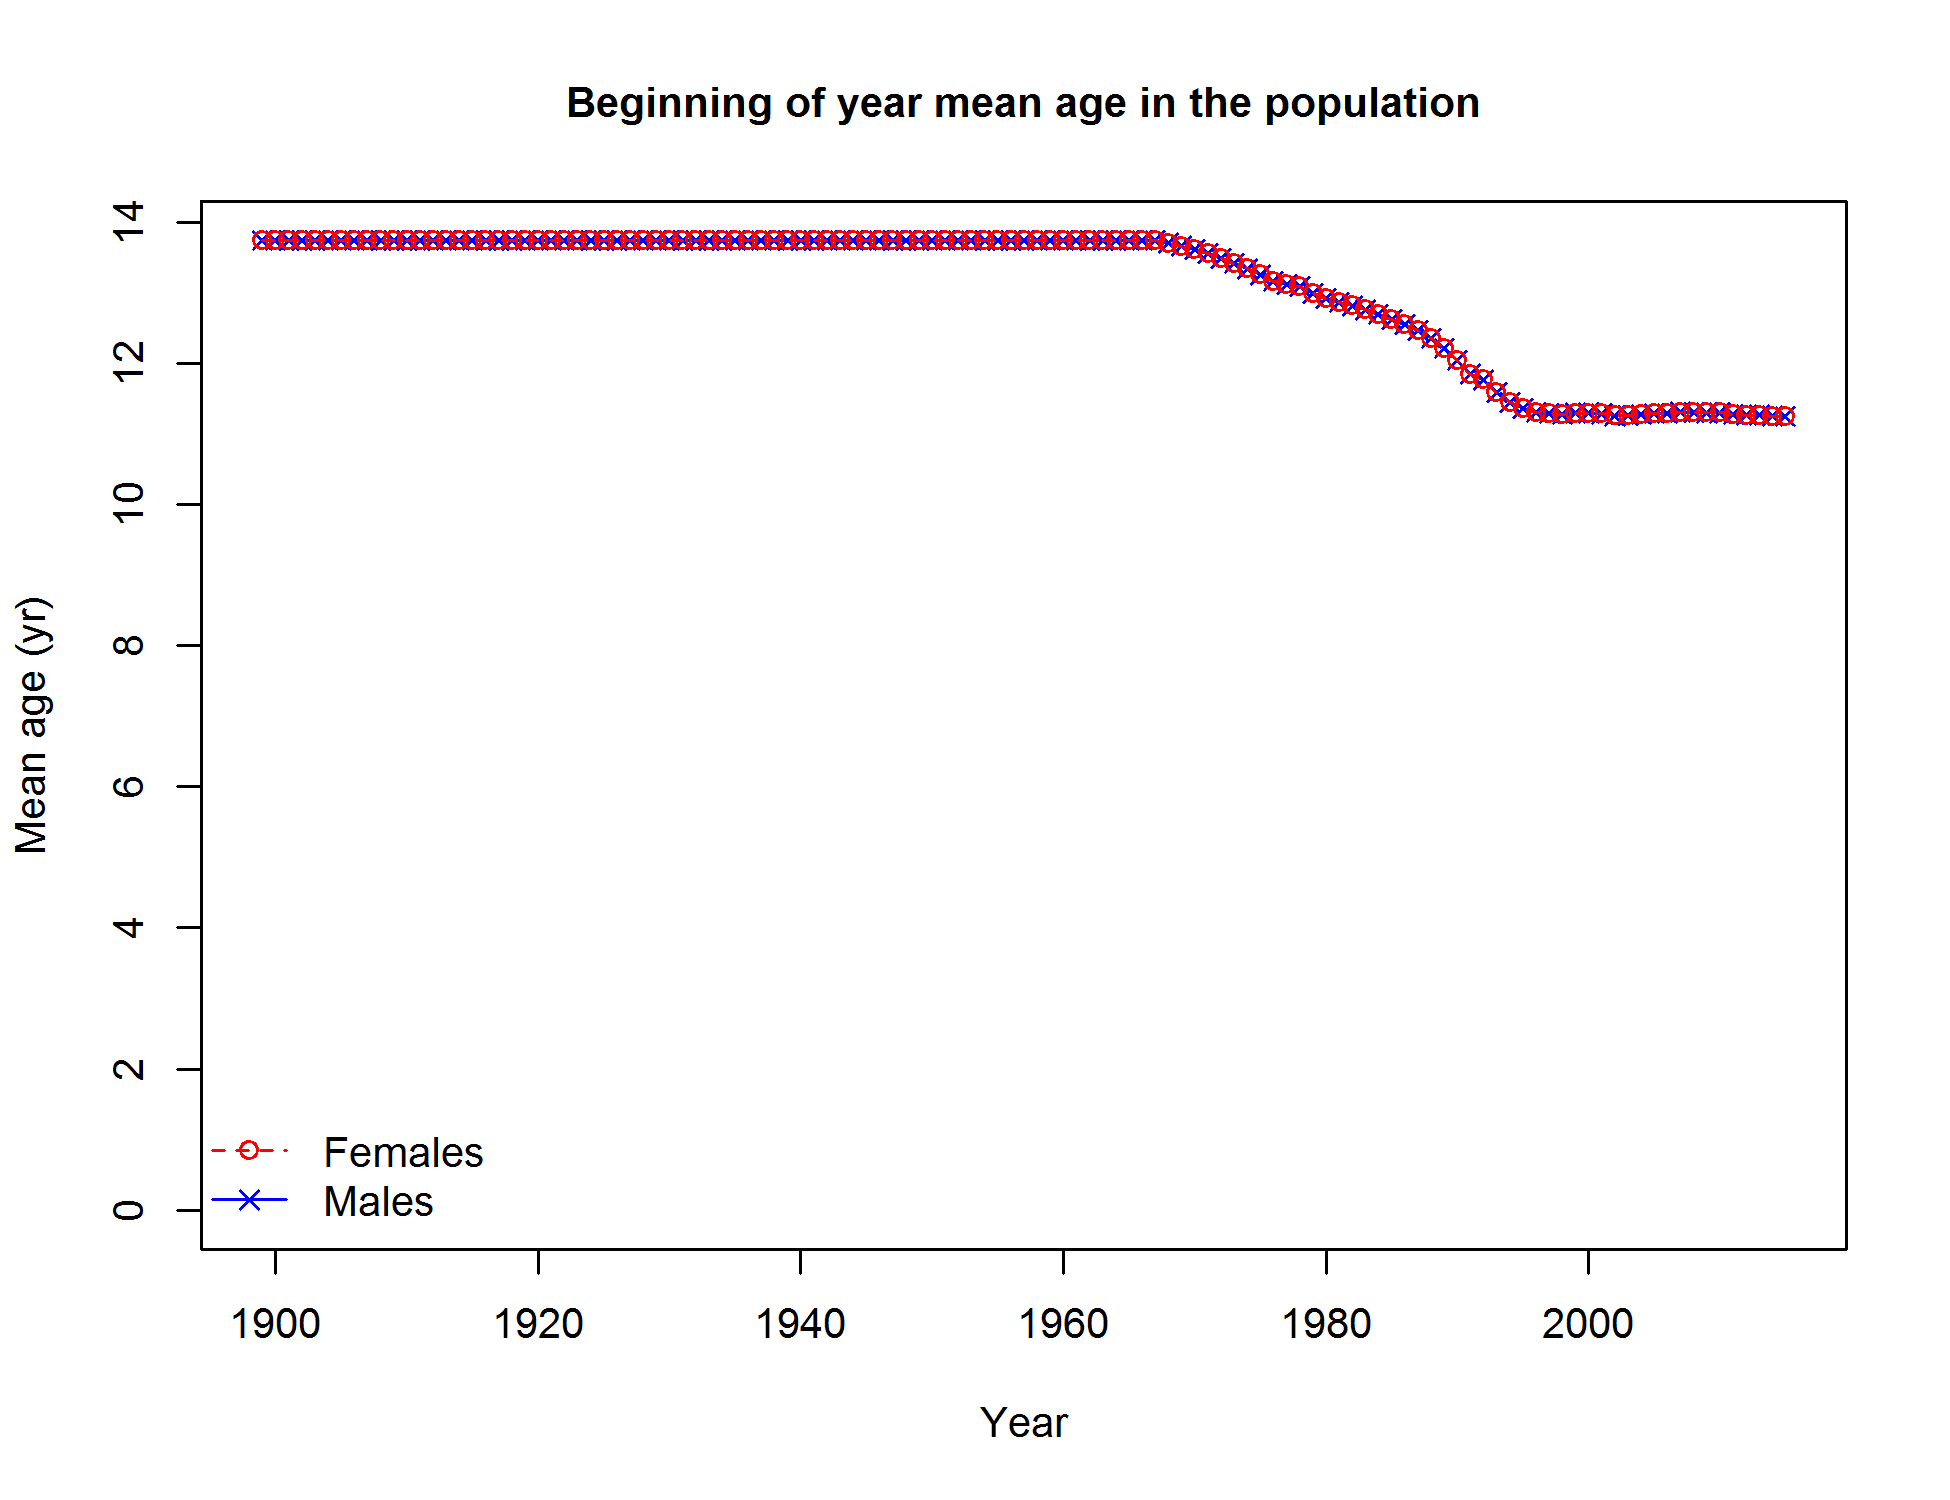 Beginning of year mean age in the population
Mean age (yr)
14
12
10
8
6
4
2
0
Females
Males
1900 1920 1940 1960 1980 2000
Year